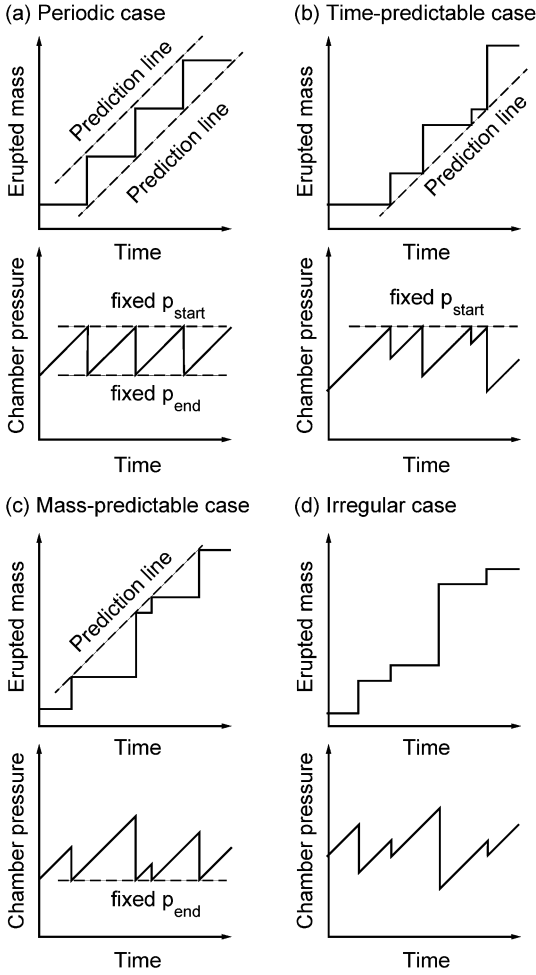 (a) Periodic case
Erupted mass
Prediction line
Prediction line
Time
Chamber pressure
fixed pstart
fixed pend
Time
(b) Time-predictable case
Erupted mass
Prediction line
Time
Chamber pressure
fixed pstart
Time
(c) Mass-predictable case
Erupted mass
Prediction line
Time
Chamber pressure
fixed pend
Time
(d) Irregular case
Erupted mass
Time
Chamber pressure
Time